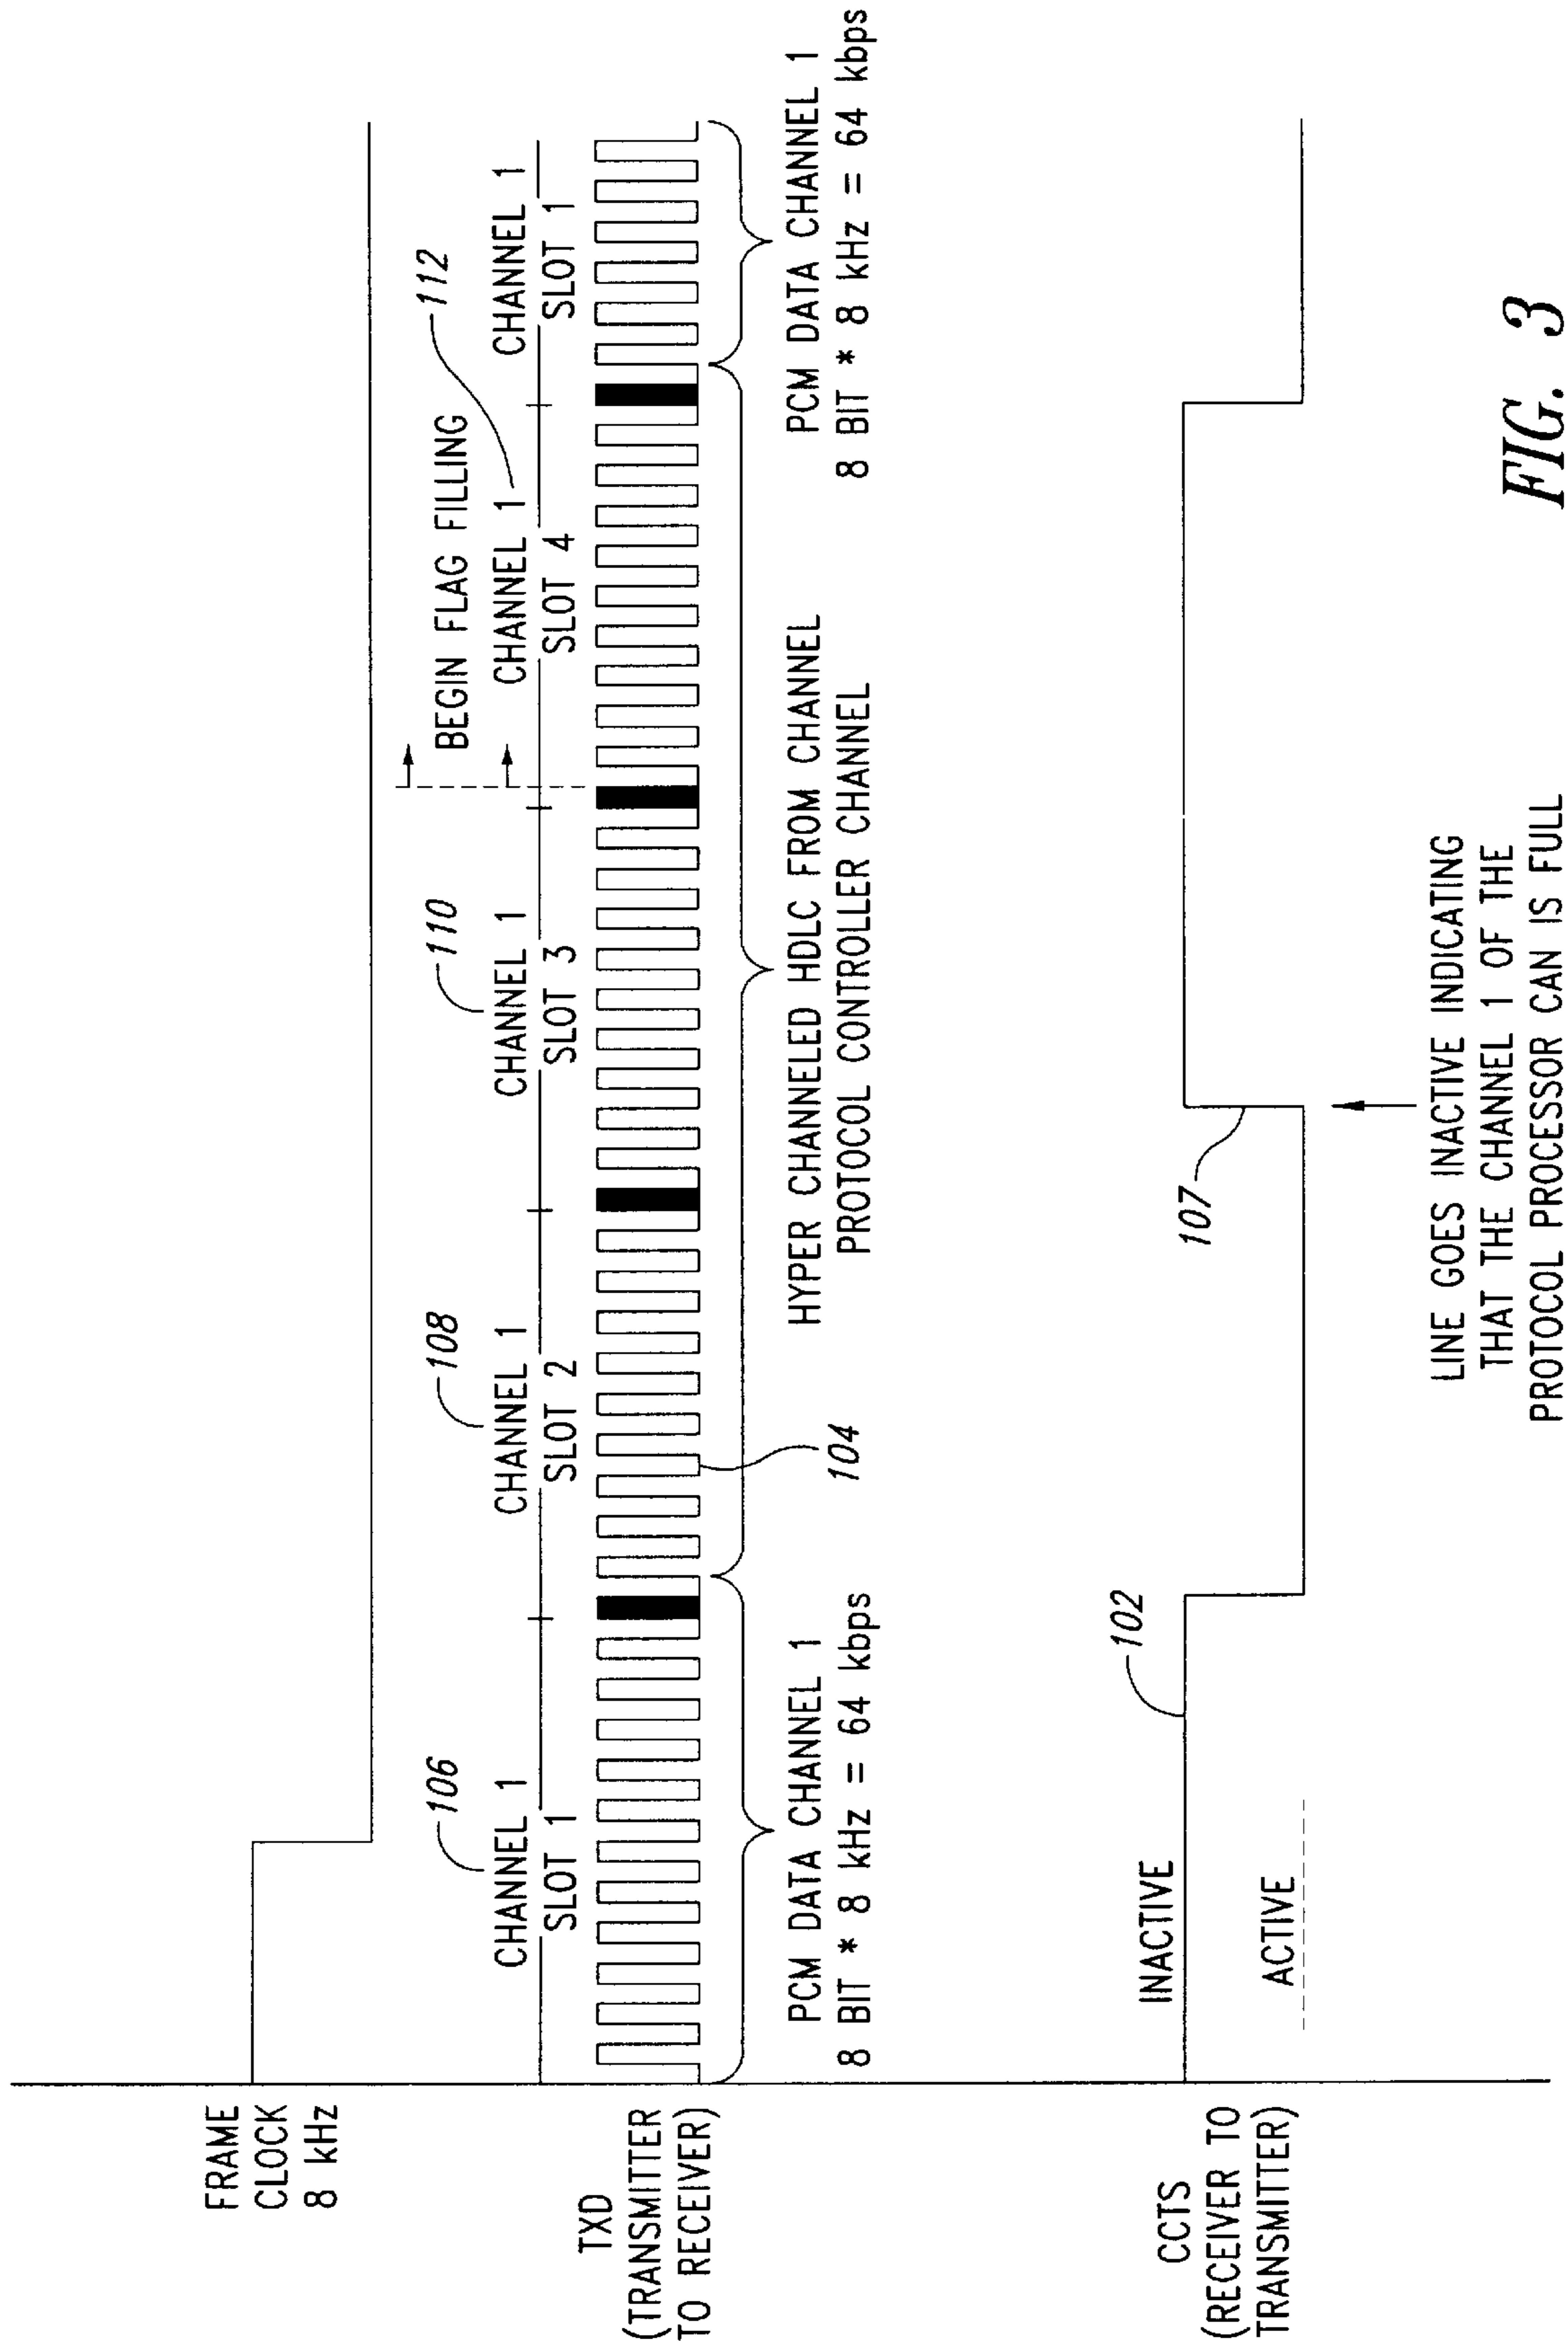 FRAME
CLOCK
8 kHz
BEGIN FLAG FILLING
106
108
110
112
CHANNEL 1
SLOT 1
CHANNEL 1
SLOT 2
CHANNEL 1
SLOT 3
CHANNEL 1
SLOT 4
CHANNEL 1
SLOT 1
TXD
(TRANSMITTER
TO RECEIVER)
PCM DATA CHANNEL 1
8 BIT * 8 kHz = 64 kbps
104
HYPER CHANNELED HDLC FROM CHANNEL
PROTOCOL CONTROLLER CHANNEL
PCM DATA CHANNEL 1
8 BIT * 8 kHz = 64 kbps
CCTS
(RECEIVER TO
TRANSMITTER)
INACTIVE
ACTIVE
102
107
LINE GOES INACTIVE INDICATING
THAT THE CHANNEL 1 OF THE
PROTOCOL PROCESSOR CAN IS FULL
FIG. 3